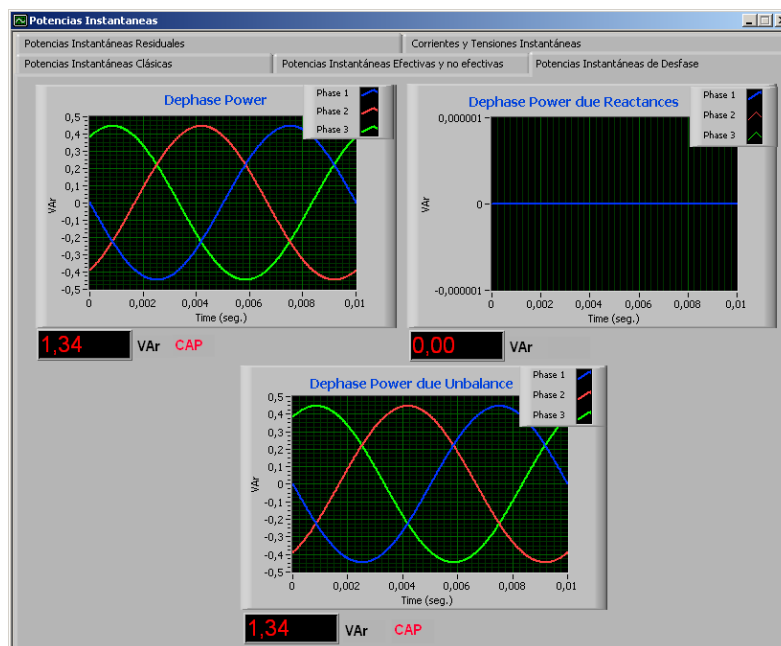 Potencias Instantaneas
Potencias Instantáneas Residuales
Corrientes y Tensiones Instantáneas
Potencias Instantáneas Clásicas
Potencias Instantáneas Efectivas y no efectivas
Potencias Instantáneas de Desfase
Dephase Power
Phase 1
Phase 2
Phase 3
0,5
0,4
0,3
0,2
0,1
0
-0,1
-0,2
-0,3
-0,4
-0,5
VAr
0
0,002
0,004
0,006
0,008
0,01
Time (seg.)
1,34
VAr
CAP
Dephase Power due Reactances
Phase 1
Phase 2
Phase 3
0,000001
0
-0,000001
VAr
0
0,002
0,004
0,006
0,008
0,01
Time (seg.)
0,00
VAr
Dephase Power due Unbalance
Phase 1
Phase 2
Phase 3
0,5
0,4
0,3
0,2
0,1
0
-0,1
-0,2
-0,3
-0,4
-0,5
VAr
0
0,002
0,004
0,006
0,008
0,01
Time (seg.)
1,34
VAr
CAP